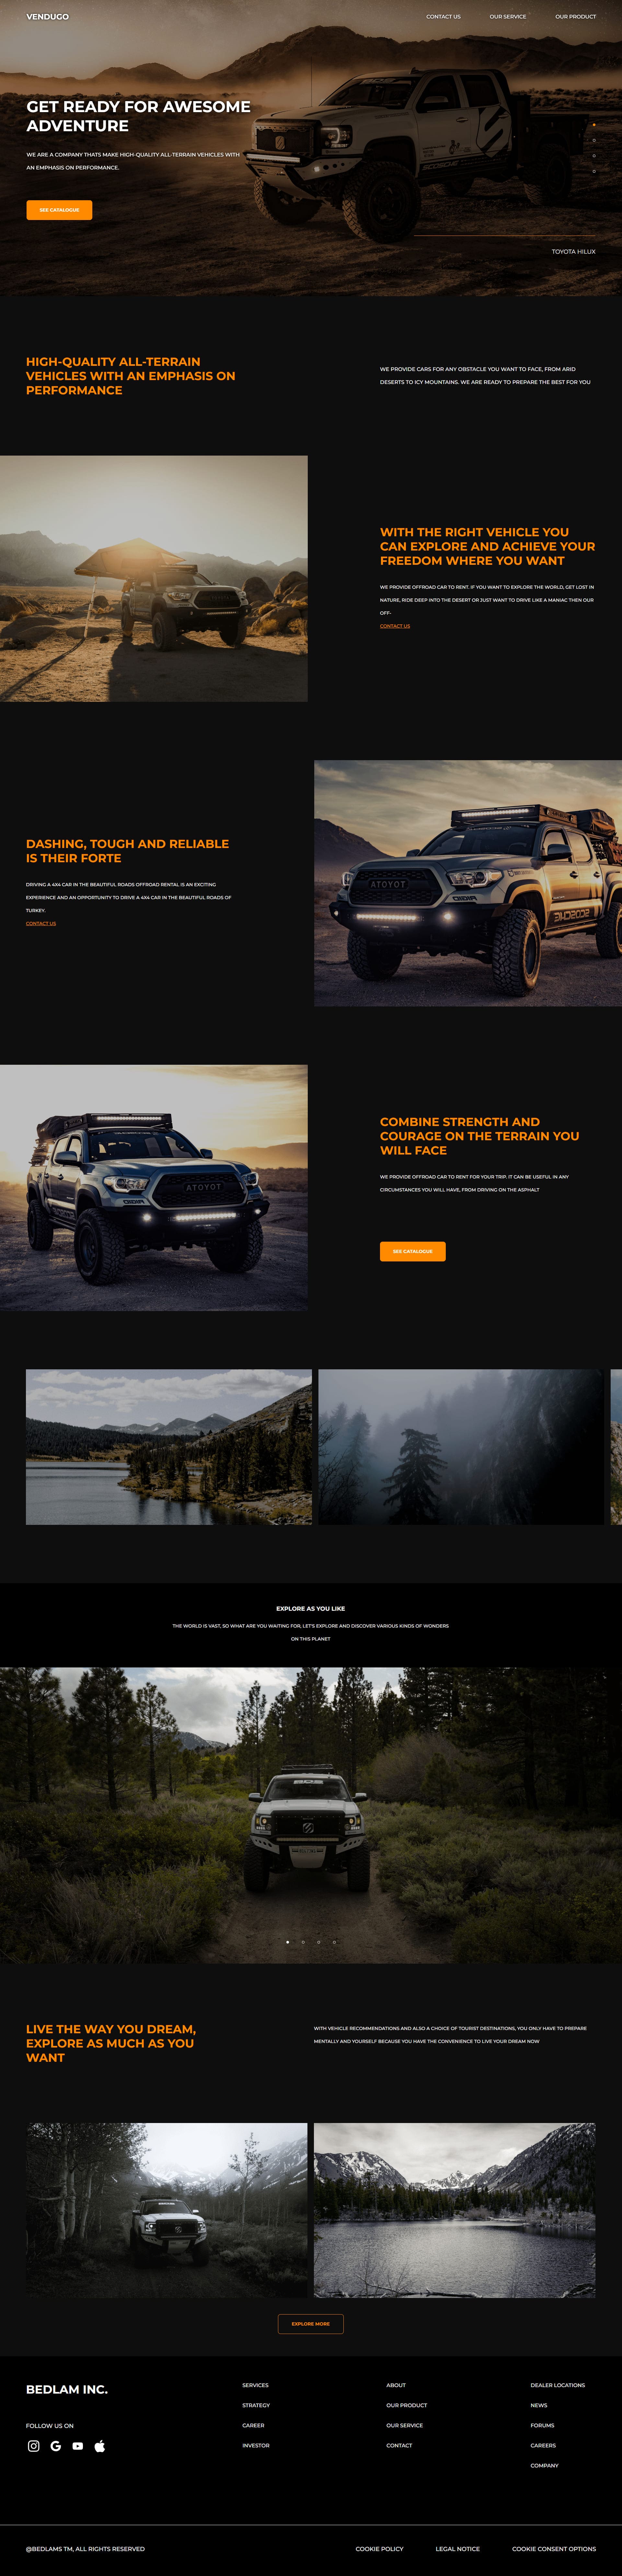 VENDUGO
CONTACT US
OUR SERVICE
OUR PRODUCT
GET READY FOR AWESOME
ADVENTURE
WE ARE A COMPANY THATS MAKE HIGH-QUALITY ALL-TERRAIN VEHICLES WITH
AN EMPHASIS ON PERFORMANCE.
SEE CATALOGUE
TOYOTA HILUX
HIGH-QUALITY ALL-TERRAIN
VEHICLES WITH AN EMPHASIS ON
PERFORMANCE
WE PROVIDE CARS FOR ANY OBSTACLE YOU WANT TO FACE, FROM ARID
DESERTS TO ICY MOUNTAINS. WE ARE READY TO PREPARE THE BEST FOR YOU
WITH THE RIGHT VEHICLE YOU
CAN EXPLORE AND ACHIEVE YOUR
FREEDOM WHERE YOU WANT
WE PROVIDE OFFROAD CAR TO RENT. IF YOU WANT TO EXPLORE THE WORLD, GET LOST IN
NATURE, RIDE DEEP INTO THE DESERT OR JUST WANT TO DRIVE LIKE A MANIAC THEN OUR
OFF-
CONTACT US
DASHING, TOUGH AND RELIABLE
IS THEIR FORTE
DRIVING A 4X4 CAR IN THE BEAUTIFUL ROADS OFFROAD RENTAL IS AN EXCITING
EXPERIENCE AND AN OPPORTUNITY TO DRIVE A 4X4 CAR IN THE BEAUTIFUL ROADS OF
TURKEY.
CONTACT US
ATOYOT
ATOYOT
COMBINE STRENGTH AND
COURAGE ON THE TERRAIN YOU
WILL FACE
WE PROVIDE OFFROAD CAR TO RENT FOR YOUR TRIP. IT CAN BE USEFUL IN ANY
CIRCUMSTANCES YOU WILL HAVE, FROM DRIVING ON THE ASPHALT
SEE CATALOGUE
EXPLORE AS YOU LIKE
THE WORLD IS VAST, SO WHAT ARE YOU WAITING FOR, LET'S EXPLORE AND DISCOVER VARIOUS KINDS OF WONDERS
ON THIS PLANET
LIVE THE WAY YOU DREAM,
EXPLORE AS MUCH AS YOU
WANT
WITH VEHICLE RECOMMENDATIONS AND ALSO A CHOICE OF TOURIST DESTINATIONS, YOU ONLY HAVE TO PREPARE
MENTALLY AND YOURSELF BECAUSE YOU HAVE THE CONVENIENCE TO LIVE YOUR DREAM NOW
EXPLORE MORE
BEDLAM INC.
FOLLOW US ON
SERVICES
STRATEGY
CAREER
INVESTOR
ABOUT
OUR PRODUCT
OUR SERVICE
CONTACT
DEALER LOCATIONS
NEWS
FORUMS
CAREERS
COMPANY
@BEDLAMS TM, ALL RIGHTS RESERVED
COOKIE POLICY
LEGAL NOTICE
COOKIE CONSENT OPTIONS